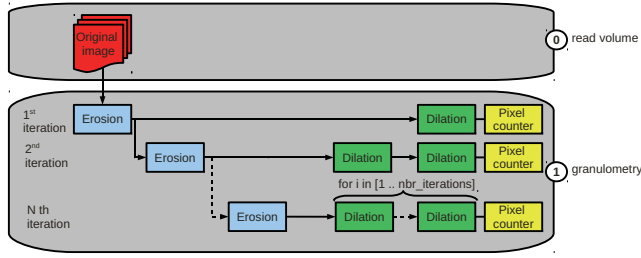 Original
image
0 read volume
1st
iteration
Erosion
Dilation
Pixel
counter
2nd
iteration
Erosion
Dilation
Dilation
Pixel
counter
1 granulometry
for i in [1 .. nbr_iterations]
N th
iteration
Erosion
Dilation
Dilation
Pixel
counter